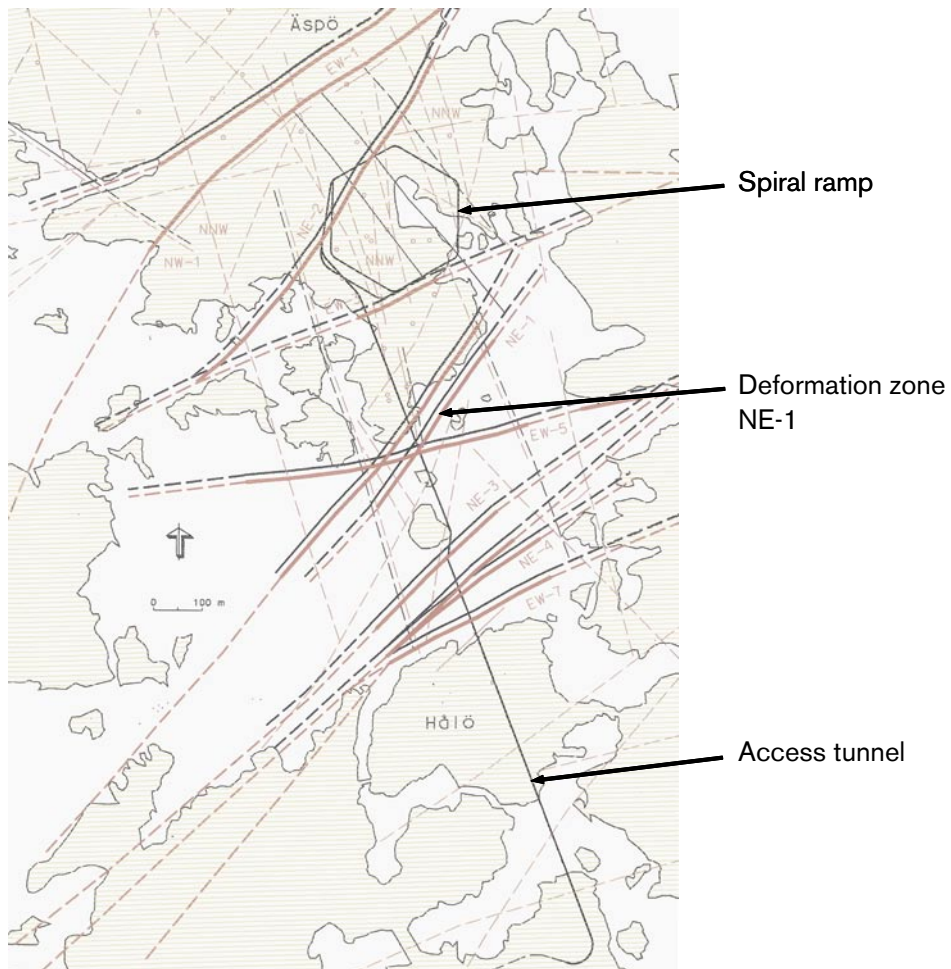 Äspö
EW-1
NNW
Spiral ramp
NE-2
NNW
NW-1
NNW
NE-1
Deformation zone
NE-1
EW-5
NE-3
0 100 m
NE-4
EW-7
Hålö
Access tunnel